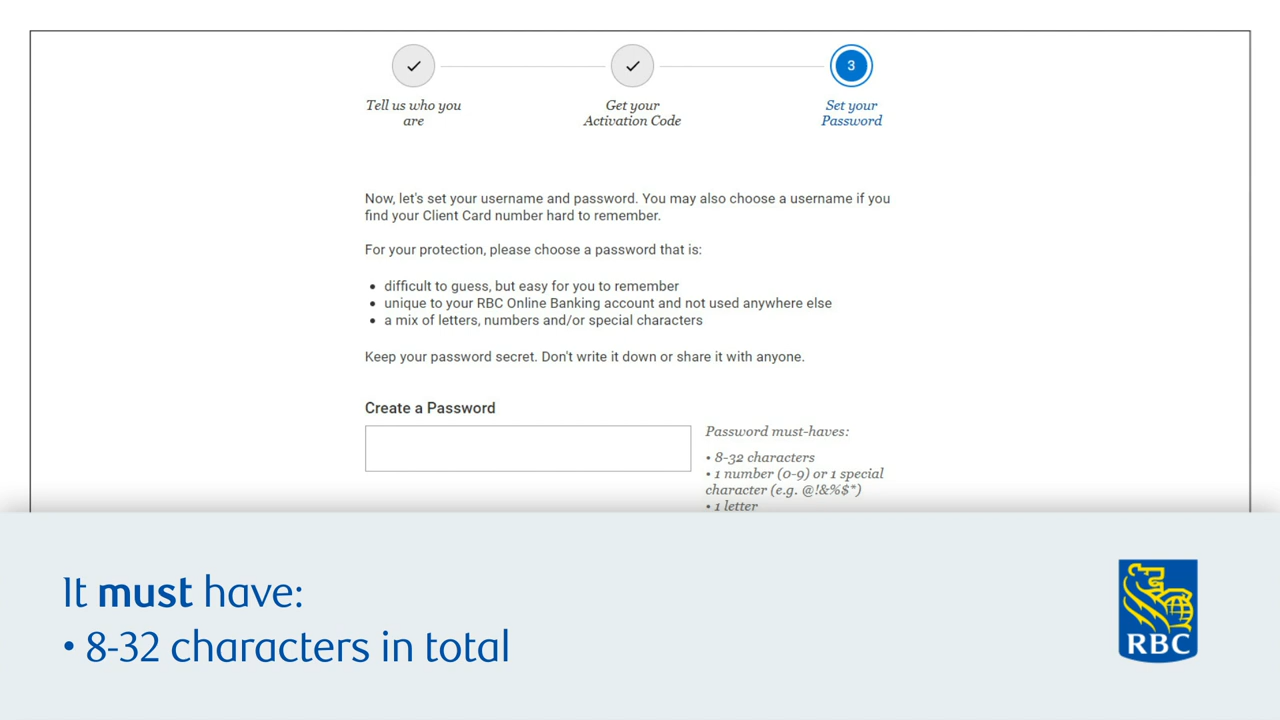 3
Tell us who you
are
Get your
Activation Code
Set your
Password
Now, let's set your username and password. You may also choose a username if you
find your Client Card number hard to remember.
For your protection, please choose a password that is:
• difficult to guess, but easy for you to remember
• unique to your RBC Online Banking account and not used anywhere else
• a mix of letters, numbers and/or special characters
Keep your password secret. Don't write it down or share it with anyone.
Create a Password
Password must-haves:
• 8-32 characters
• 1 number (0-9) or 1 special
character (e.g. @!&%$*)
• 1 letter
It must have:
• 8-32 characters in total
RBC